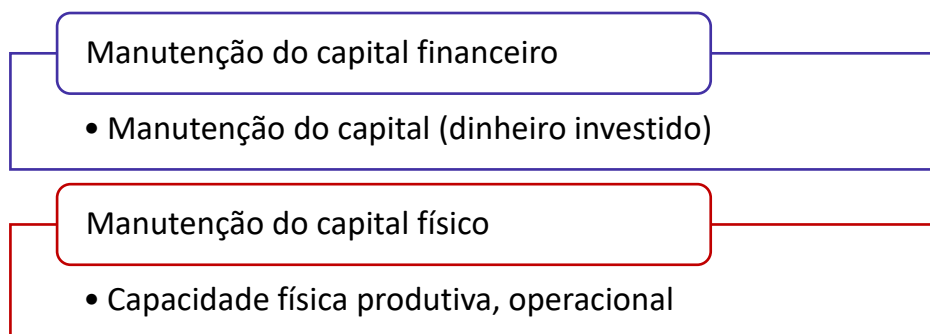 Manutenção do capital financeiro
• Manutenção do capital (dinheiro investido)
Manutenção do capital físico
• Capacidade física produtiva, operacional